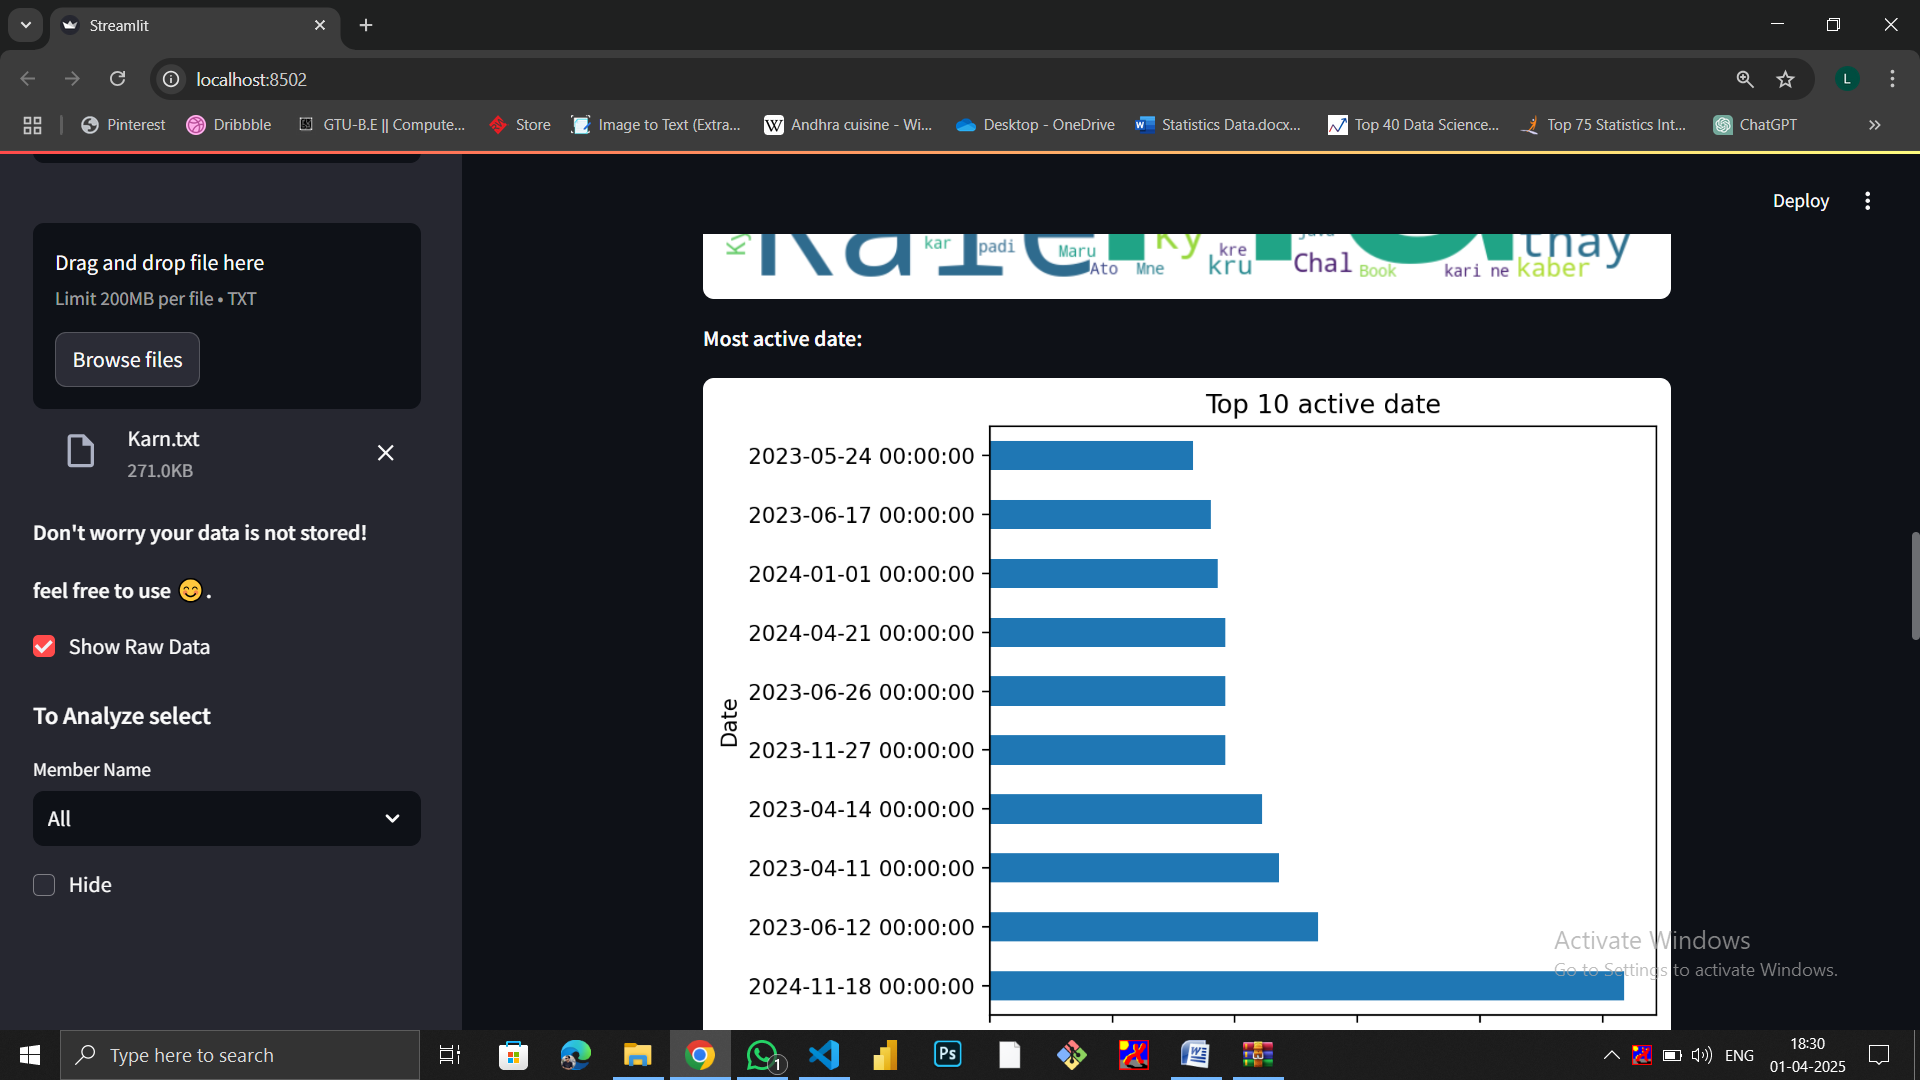 Streamlit
localhost:8502
L
Pinterest
Dribbble
GTU-B.E || Compute...
Store
Image to Text (Extra...
W Andhra cuisine - Wi...
Desktop - OneDrive
Statistics Data.docx...
Top 40 Data Science...
Top 75 Statistics Int...
ChatGPT
»
Deploy
Drag and drop file here
Limit 200MB per file • TXT
Browse files
Karn.txt
271.0KB
Don't worry your data is not stored!
feel free to use 😊.
Show Raw Data
To Analyze select
Member Name
All
Hide
kar
padi
Maru
Ato
Mne
ky
kre
kru
Chal
Book
kari ne
thay
kaber
Most active date:
Top 10 active date
Date
2023-05-24 00:00:00
2023-06-17 00:00:00
2024-01-01 00:00:00
2024-04-21 00:00:00
2023-06-26 00:00:00
2023-11-27 00:00:00
2023-04-14 00:00:00
2023-04-11 00:00:00
2023-06-12 00:00:00
2024-11-18 00:00:00
Activate Windows
Go to Settings to activate Windows.
Type here to search
1
Ps
ENG
18:30
01-04-2025